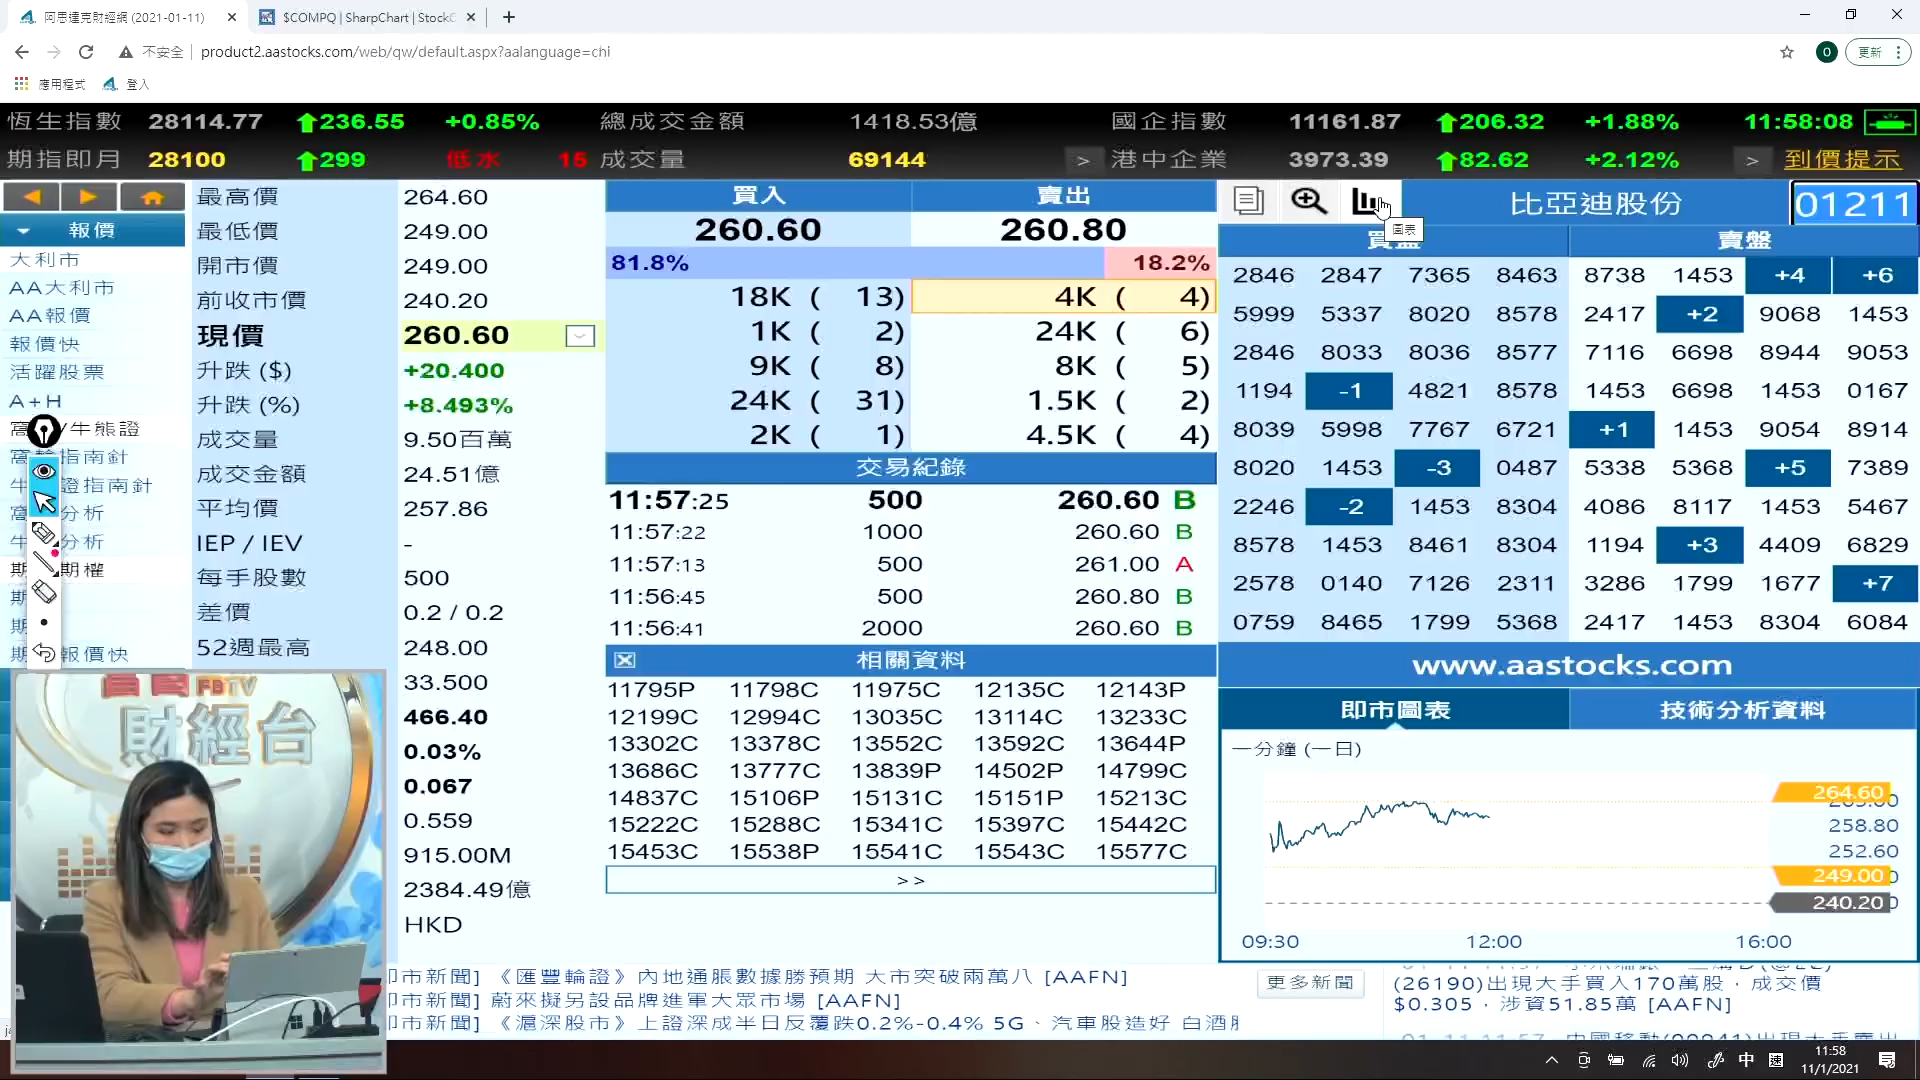 阿思達克財經網 (2021-01-11)
$COMPQ | SharpChart | StockC
不安全 product2.aastocks.com/web/qw/default.aspx?aalanguage=chi
O 更新
應用程式 登入
恆生指數 28114.77 236.55 +0.85% 總成交金額 1418.53億 國企指數 11161.87 206.32 +1.88% 11:58:08
期指即月 28100 299 低水 15 成交量 69144 > 港中企業 3973.39 82.62 +2.12% > 到價提示
報價
大利市
AA大利市
AA報價
報價快
活躍股票
A+H
/牛熊證
指南針
證指南針
分析
分析
期權
報價快
最高價 264.60
最低價 249.00
開市價 249.00
前收市價 240.20
現價 260.60
升跌 ($) +20.400
升跌 (%) +8.493%
成交量 9.50百萬
成交金額 24.51億
平均價 257.86
IEP / IEV -
每手股數 500
差價 0.2 / 0.2
52週最高 248.00
33.500
466.40
0.03%
0.067
0.559
915.00M
2384.49億
HKD
買入 賣出
260.60 260.80
81.8% 18.2%
18K ( 13) 4K ( 4)
1K ( 2) 24K ( 6)
9K ( 8) 8K ( 5)
24K ( 31) 1.5K ( 2)
2K ( 1) 4.5K ( 4)
交易紀錄
11:57:25 500 260.60 B
11:57:22 1000 260.60 B
11:57:13 500 261.00 A
11:56:45 500 260.80 B
11:56:41 2000 260.60 B
相關資料
11795P 11798C 11975C 12135C 12143P
12199C 12994C 13035C 13114C 13233C
13302C 13378C 13552C 13592C 13644P
13686C 13777C 13839P 14502P 14799C
14837C 15106P 15131C 15151P 15213C
15222C 15288C 15341C 15397C 15442C
15453C 15538P 15541C 15543C 15577C
>>
比亞迪股份 01211
圖表
賣盤
2846 2847 7365 8463 8738 1453 +4 +6
5999 5337 8020 8578 2417 +2 9068 1453
2846 8033 8036 8577 7116 6698 8944 9053
1194 -1 4821 8578 1453 6698 1453 0167
8039 5998 7767 6721 +1 1453 9054 8914
8020 1453 -3 0487 5338 5368 +5 7389
2246 -2 1453 8304 4086 8117 1453 5467
8578 1453 8461 8304 1194 +3 4409 6829
2578 0140 7126 2311 3286 1799 1677 +7
0759 8465 1799 5368 2417 1453 8304 6084
www.aastocks.com
即市圖表 技術分析資料
一分鐘 (一日)
264.60
258.80
252.60
249.00
240.20
09:30 12:00 16:00
FBTV
財經台
即市新聞] 《匯豐輪證》內地通脹數據勝預期 大市突破兩萬八 [AAFN]
即市新聞] 蔚來擬另設品牌進軍大眾市場 [AAFN]
即市新聞] 《滬深股市》上證深成半日反覆跌0.2%-0.4% 5G、汽車股造好 白酒股
更多新聞
(26190)出現大手買入170萬股，成交價
$0.305，涉資51.85萬 [AAFN]
中
11:58
11/1/2021